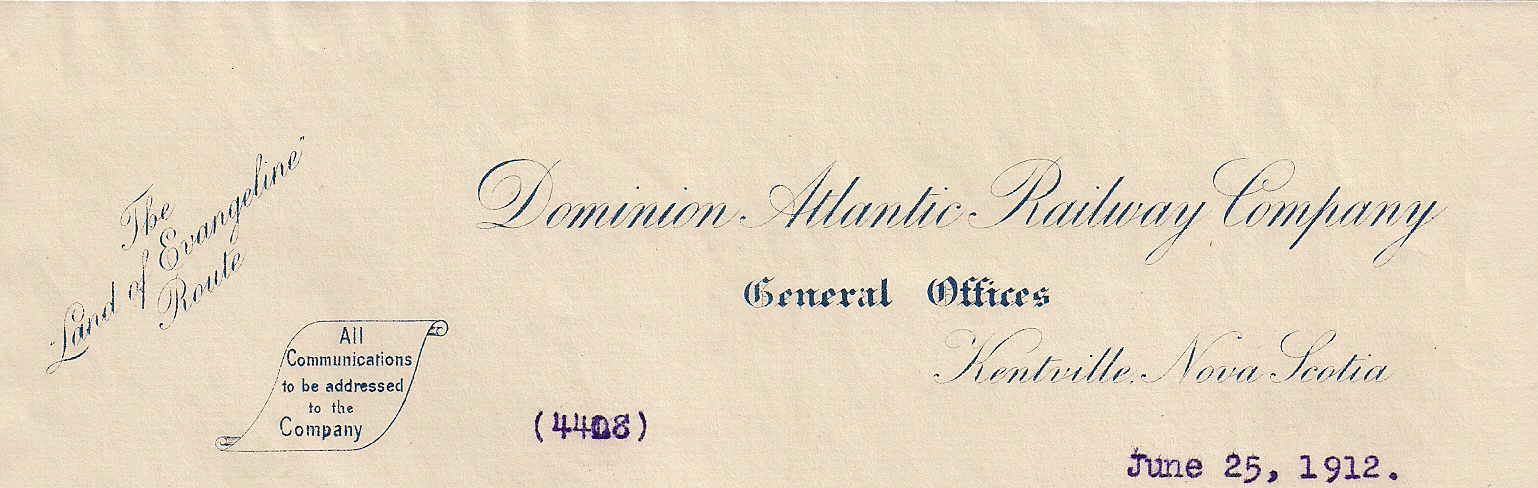 The
"Land of Evangeline"
Route
Dominion Atlantic Railway Company
General Offices
Kentville, Nova Scotia
All
Communications
to be addressed
to the
Company
(4408)
June 25, 1912.